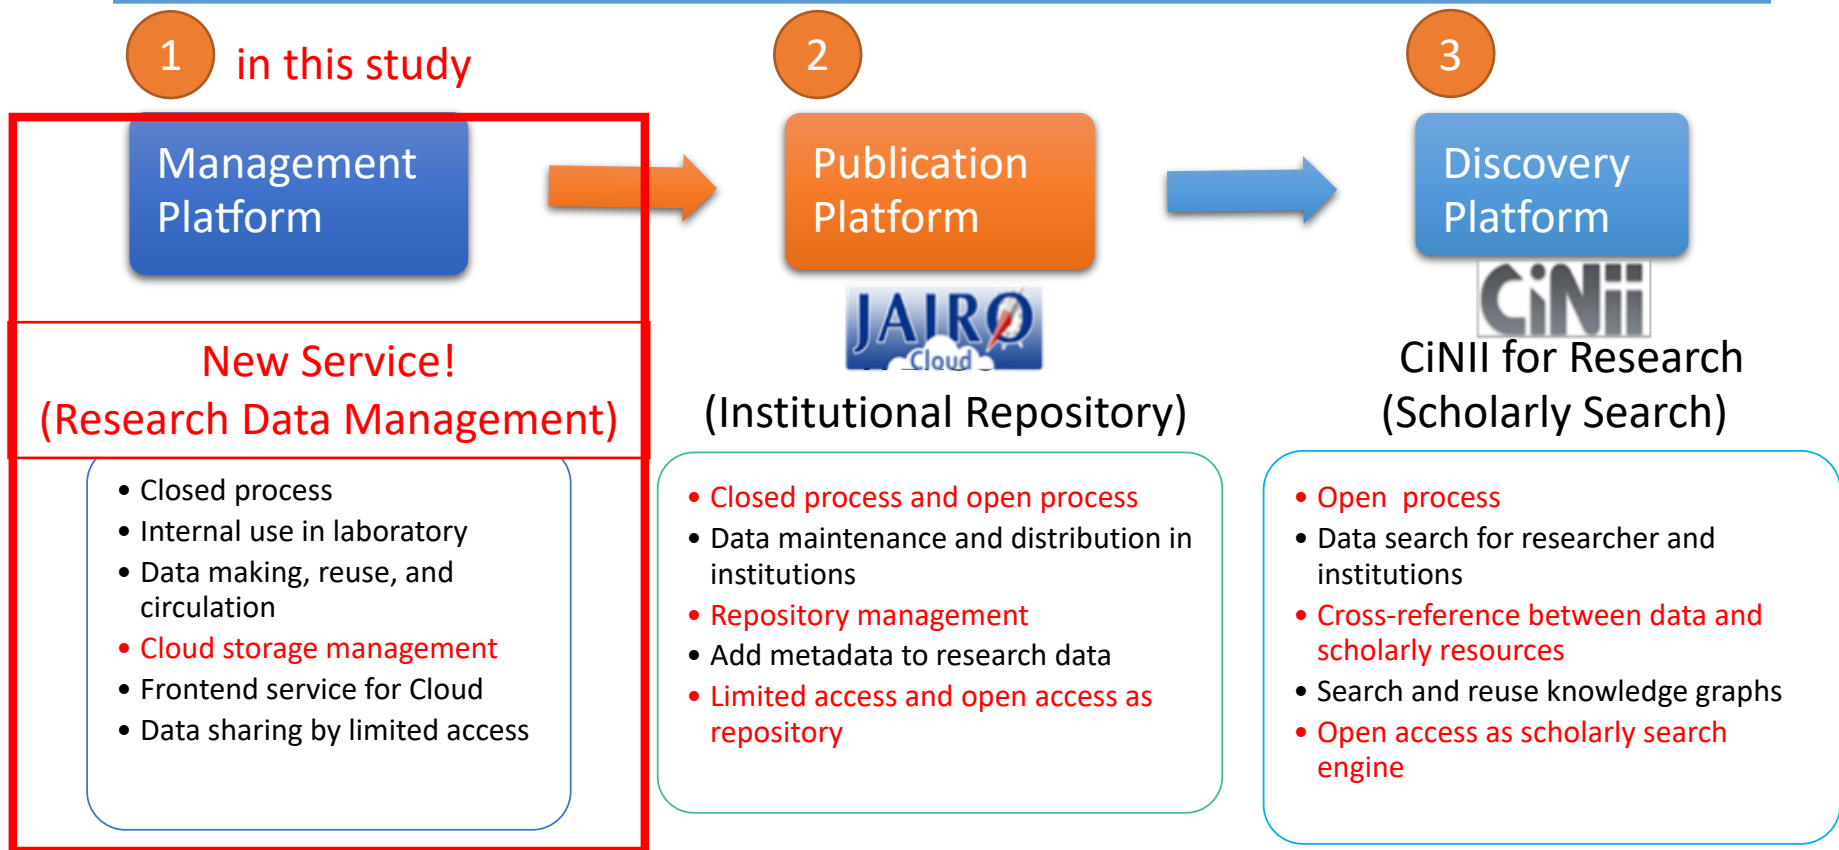 1
in this study
Management
Platform
New Service!
(Research Data Management)
• Closed process
• Internal use in laboratory
• Data making, reuse, and
circulation
• Cloud storage management
• Frontend service for Cloud
• Data sharing by limited access
2
Publication
Platform
JAIRO
Cloud
(Institutional Repository)
• Closed process and open process
• Data maintenance and distribution in
institutions
• Repository management
• Add metadata to research data
• Limited access and open access as
repository
3
Discovery
Platform
CiNii
CiNII for Research
(Scholarly Search)
• Open  process
• Data search for researcher and
institutions
• Cross-reference between data and
scholarly resources
• Search and reuse knowledge graphs
• Open access as scholarly search
engine